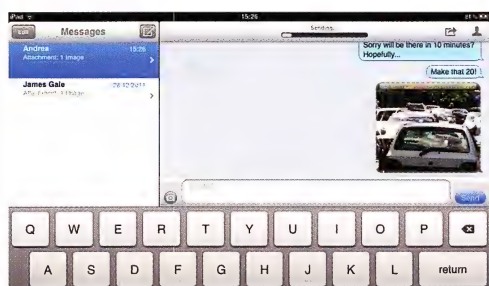 iPad
15:26
Edit
Messages
Sending...
Andrea
15:26
Attachment: 1 Image
James Gale
Sorry will be there in 10 minutes?
Hopefully...
Make that 20!
Send
Q W E R T Y U I O P
A S D F G H J K L return